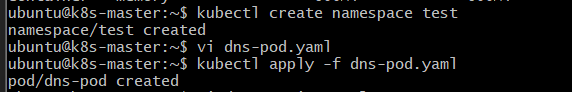 ubuntu@k8s-master:~$ kubectl create namespace test
namespace/test created
ubuntu@k8s-master:~$ vi dns-pod.yaml
ubuntu@k8s-master:~$ kubectl apply -f dns-pod.yaml
pod/dns-pod created